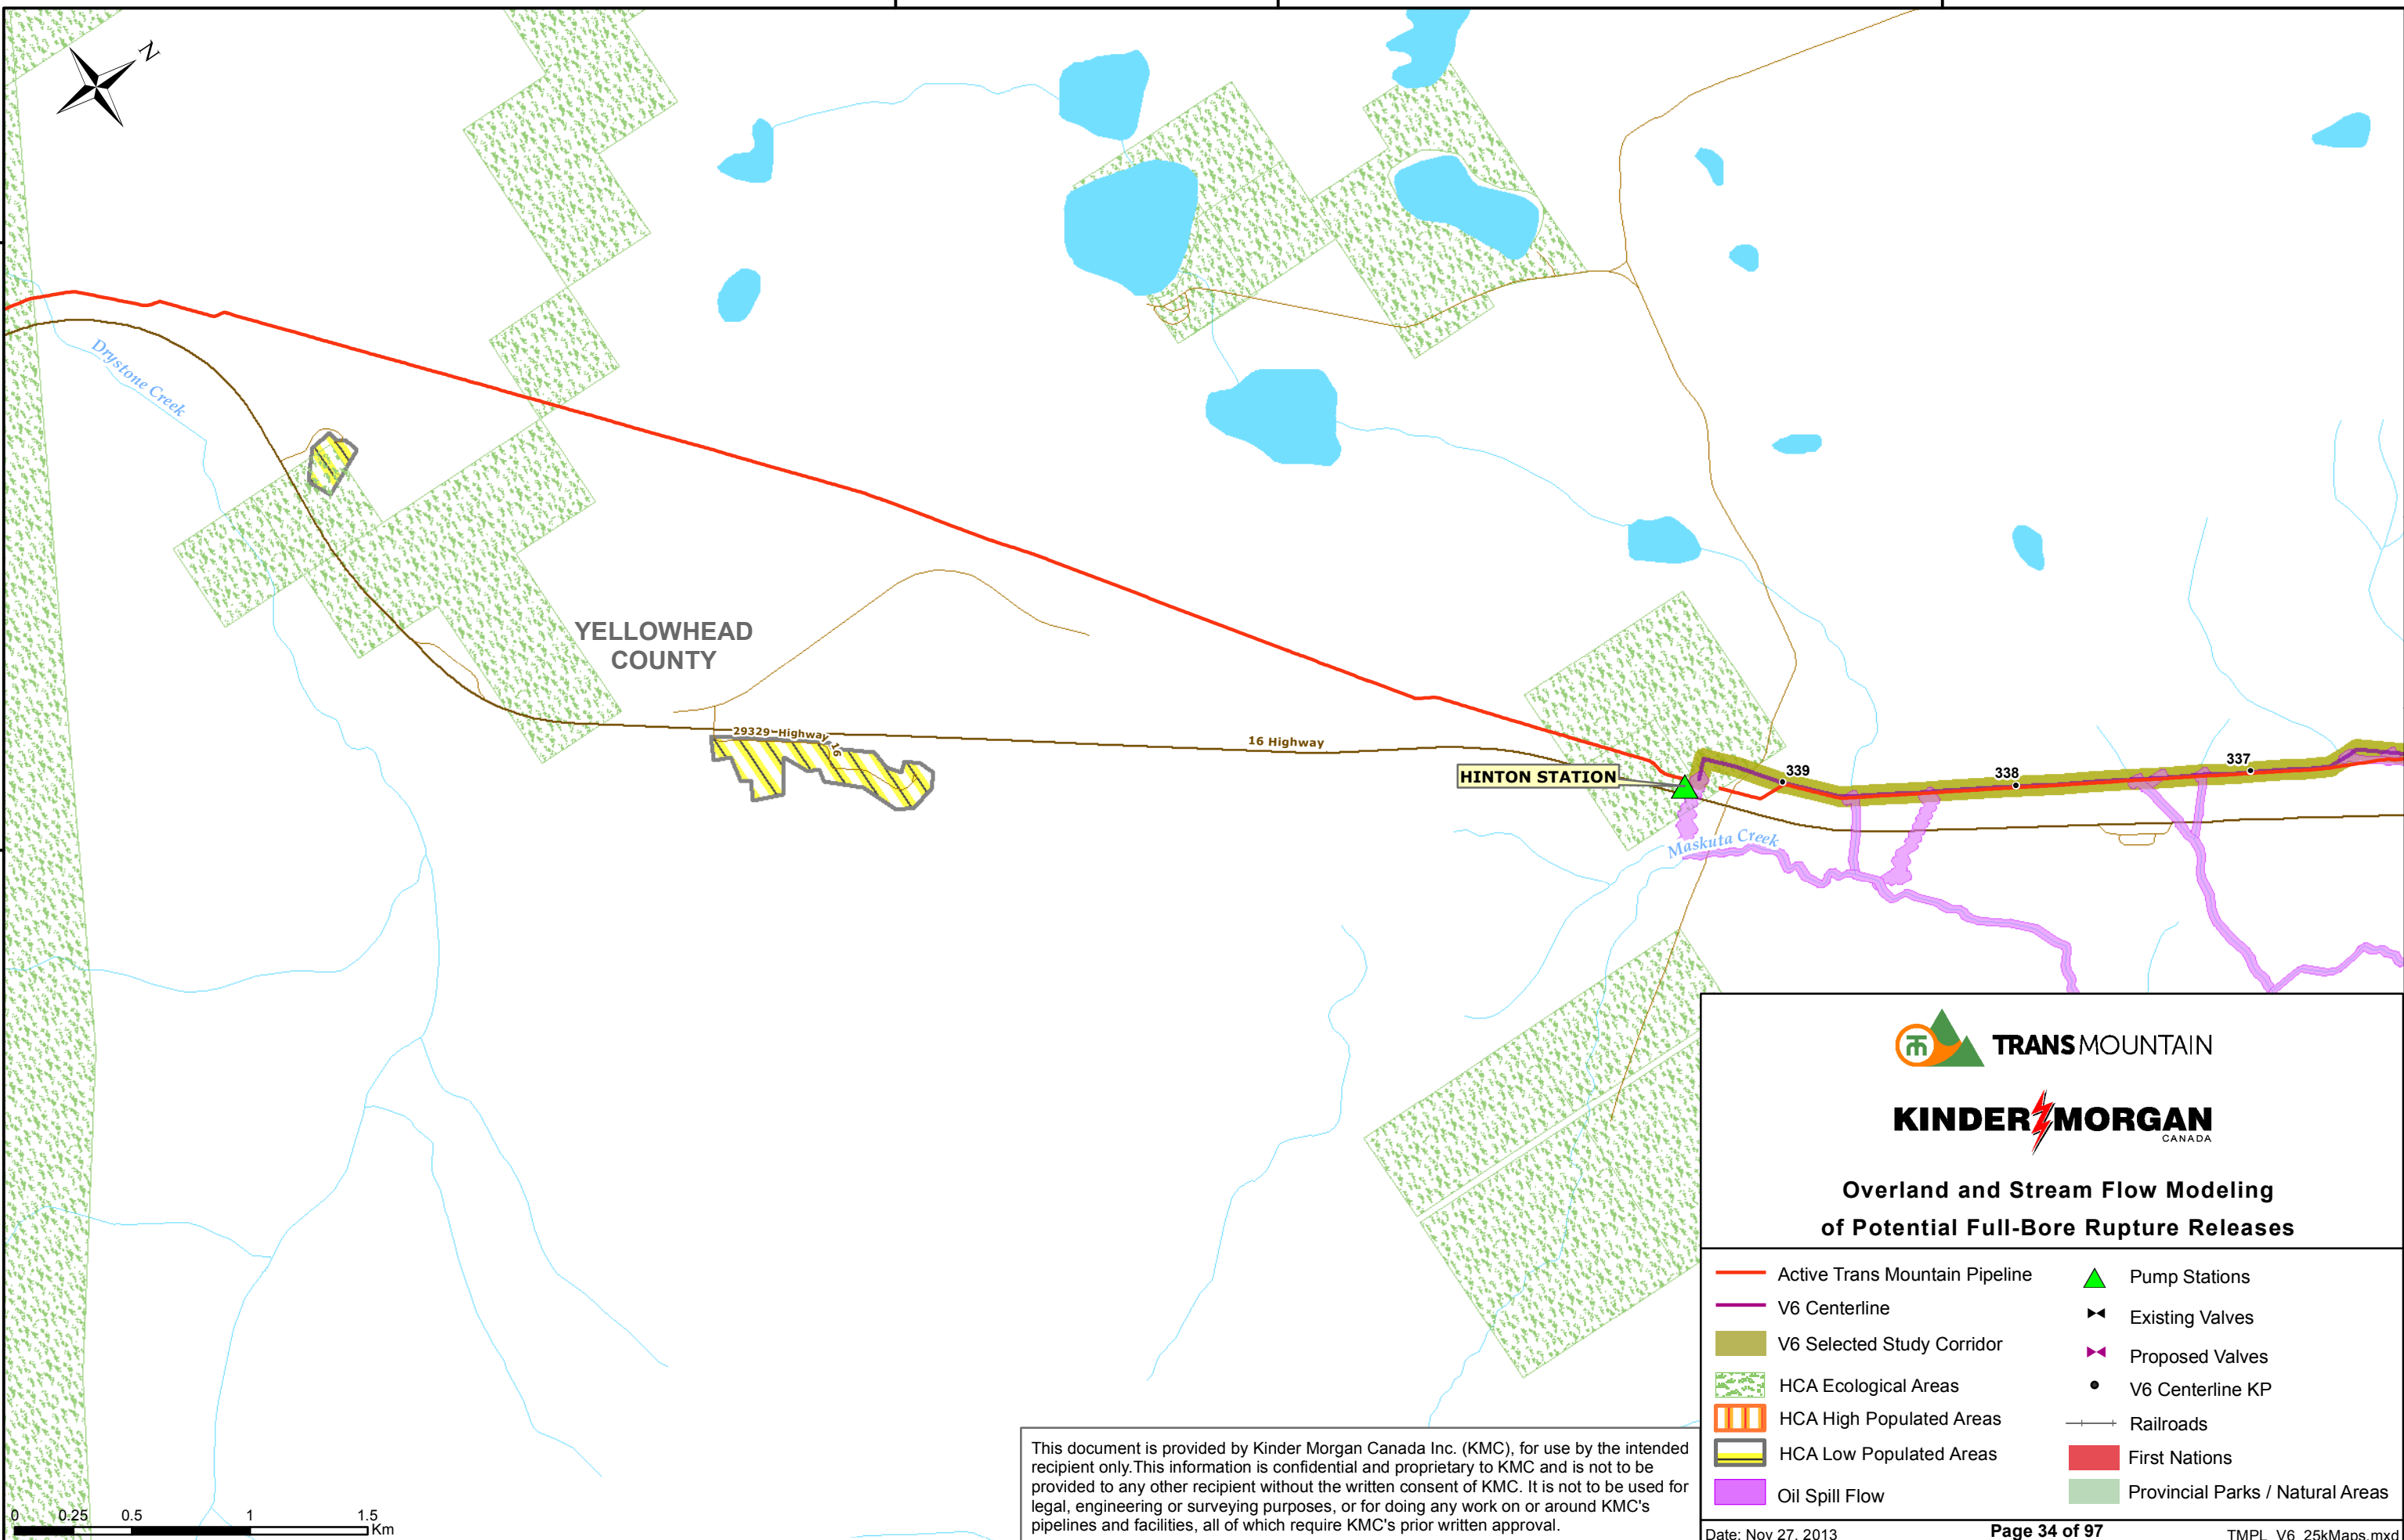 N
Drystone Creek
YELLOWHEAD
COUNTY
29329-Highway 16
16 Highway
HINTON STATION
339
338
337
Maskuta Creek
TRANSMOUNTAIN
KINDER MORGAN
CANADA
Overland and Stream Flow Modeling
of Potential Full-Bore Rupture Releases
Active Trans Mountain Pipeline
V6 Centerline
V6 Selected Study Corridor
HCA Ecological Areas
HCA High Populated Areas
HCA Low Populated Areas
Oil Spill Flow
Pump Stations
Existing Valves
Proposed Valves
V6 Centerline KP
Railroads
First Nations
Provincial Parks / Natural Areas
This document is provided by Kinder Morgan Canada Inc. (KMC), for use by the intended
recipient only.This information is confidential and proprietary to KMC and is not to be
provided to any other recipient without the written consent of KMC. It is not to be used for
legal, engineering or surveying purposes, or for doing any work on or around KMC's
pipelines and facilities, all of which require KMC's prior written approval.
0 0.25 0.5 1 1.5
Km
Date: Nov 27, 2013
Page 34 of 97
TMPL_V6_25kMaps.mxd